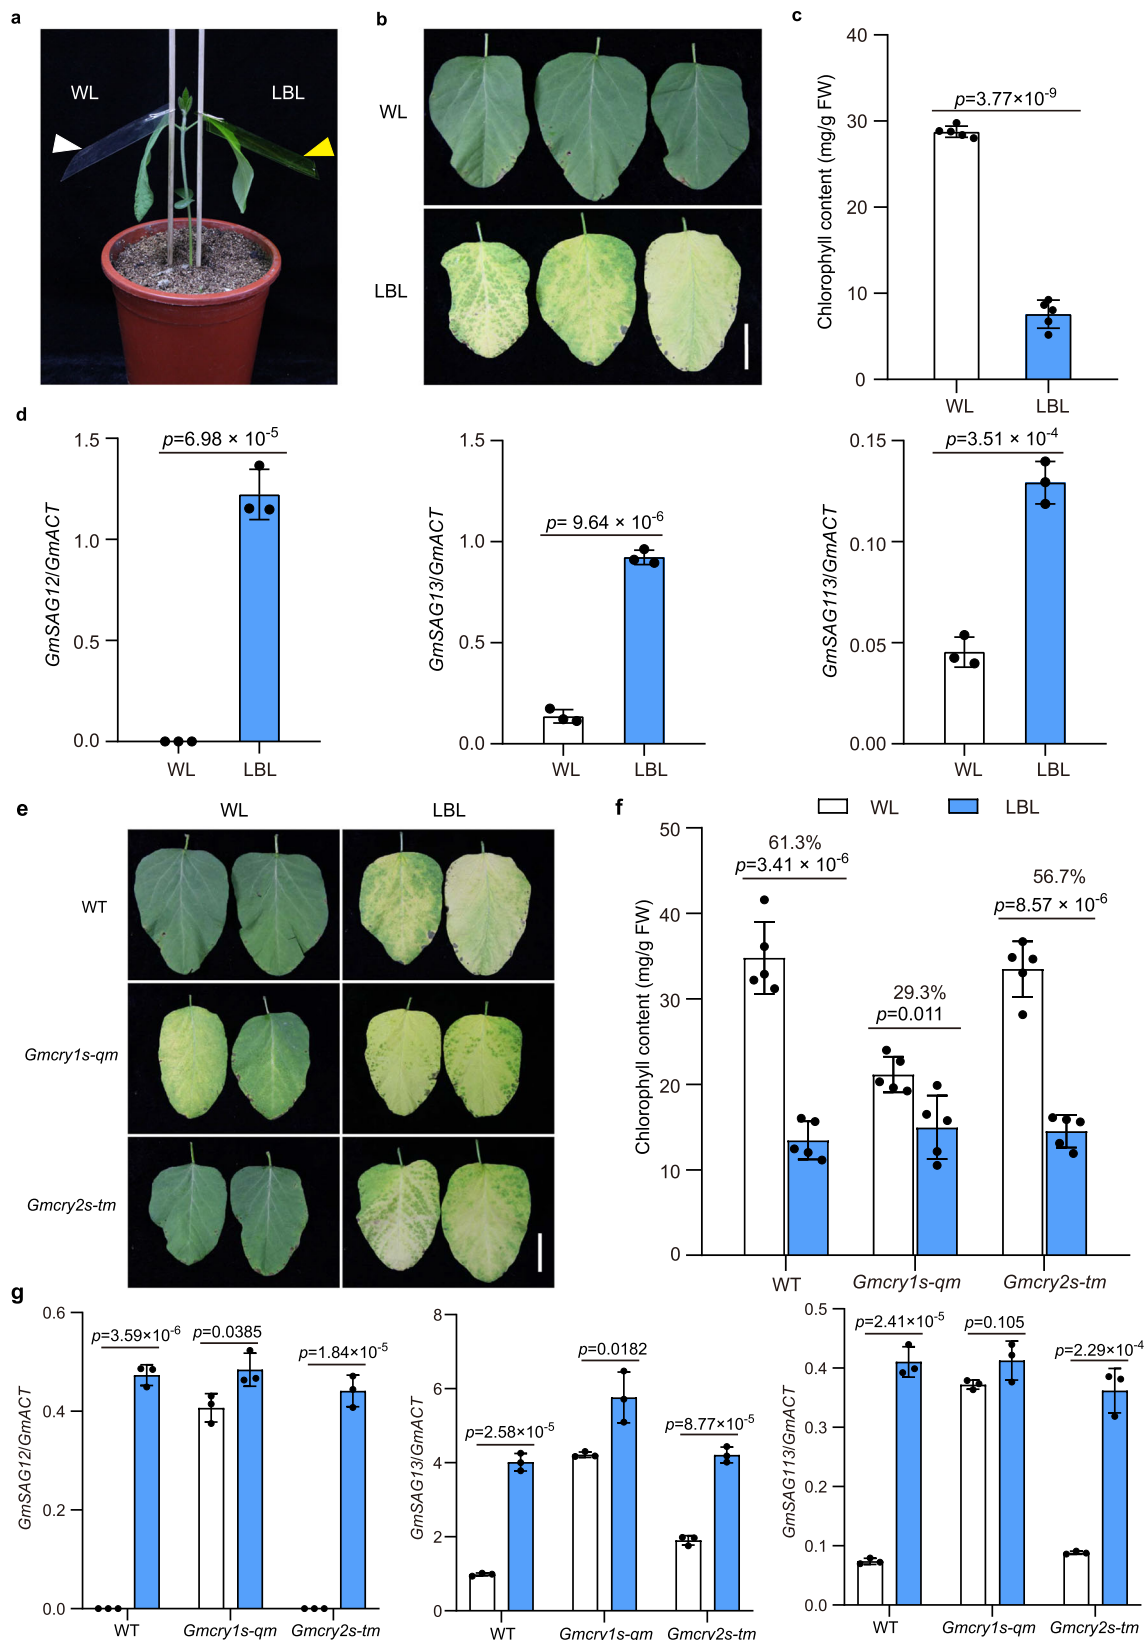 a
WL
LBL
b
WL
LBL
c
Chlorophyll content (mg/g FW)
40
30
20
10
0
p=3.77×10-9
WL
LBL
d
GmSAG12/GmACT
1.5
1.0
0.5
0.0
p=6.98 × 10-5
WL
LBL
GmSAG13/GmACT
1.5
1.0
0.5
0.0
p= 9.64 × 10-6
WL
LBL
GmSAG113/GmACT
0.15
0.10
0.05
0.00
p=3.51 × 10-4
WL
LBL
e
WL
LBL
WT
Gmcry1s-qm
Gmcry2s-tm
f
WL
LBL
Chlorophyll content (mg/g FW)
50
40
30
20
10
0
61.3%
p=3.41 × 10-6
29.3%
p=0.011
56.7%
p=8.57 × 10-6
WT
Gmcry1s-qm
Gmcry2s-tm
g
GmSAG12/GmACT
0.6
0.4
0.2
0.0
p=3.59×10-6
p=0.0385
p=1.84×10-5
WT
Gmcry1s-qm
Gmcry2s-tm
GmSAG13/GmACT
8
6
4
2
0
p=2.58×10-5
p=0.0182
p=8.77×10-5
WT
Gmcry1s-qm
Gmcry2s-tm
GmSAG113/GmACT
0.5
0.4
0.3
0.2
0.1
0.0
p=2.41×10-5
p=0.105
p=2.29×10-4
WT
Gmcry1s-qm
Gmcry2s-tm